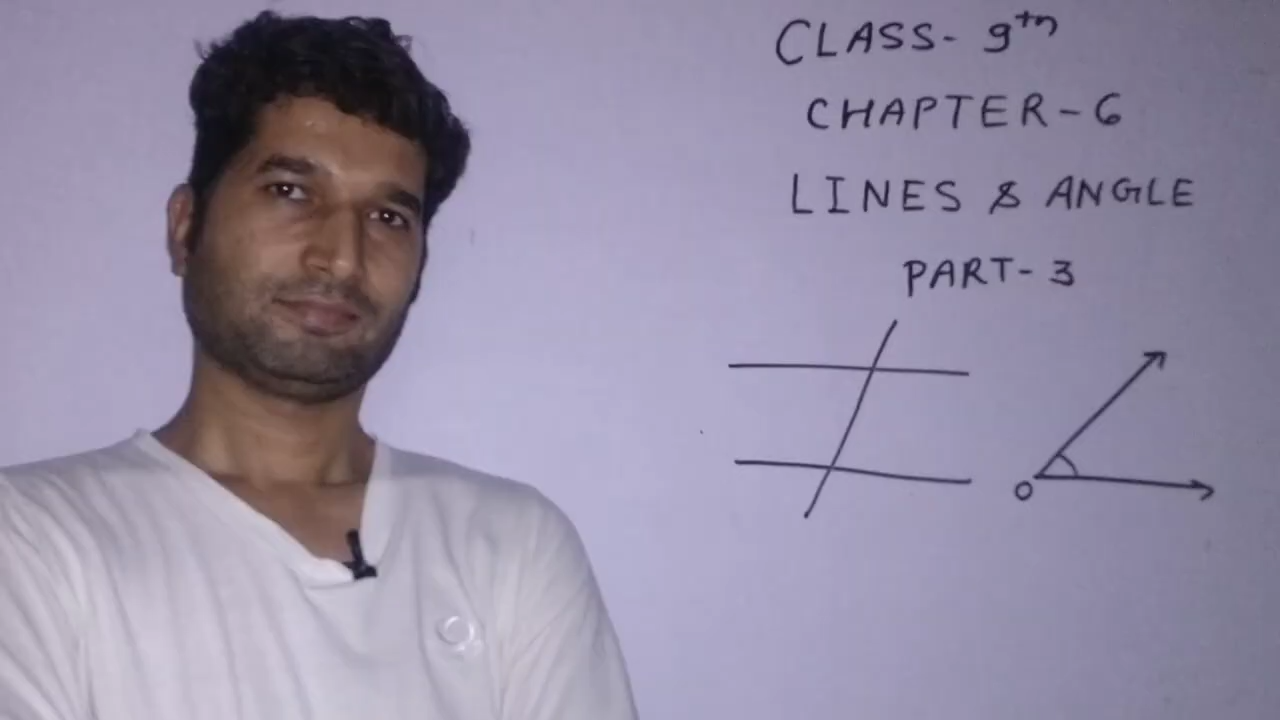 CLASS- 9th
CHAPTER-6
LINES & ANGLE
PART-3
O